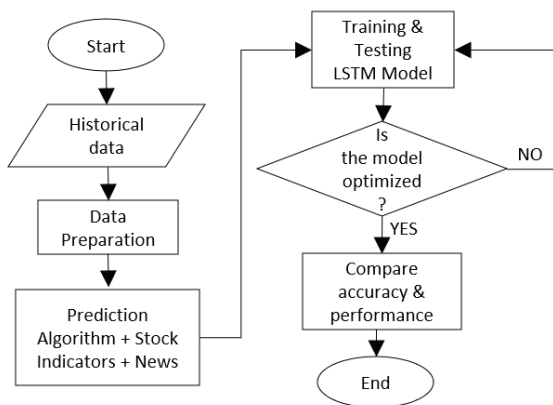 Start
Historical
data
Data
Preparation
Prediction
Algorithm + Stock
Indicators + News
Training &
Testing
LSTM Model
Is
the model
optimized
?
NO
YES
Compare
accuracy &
performance
End